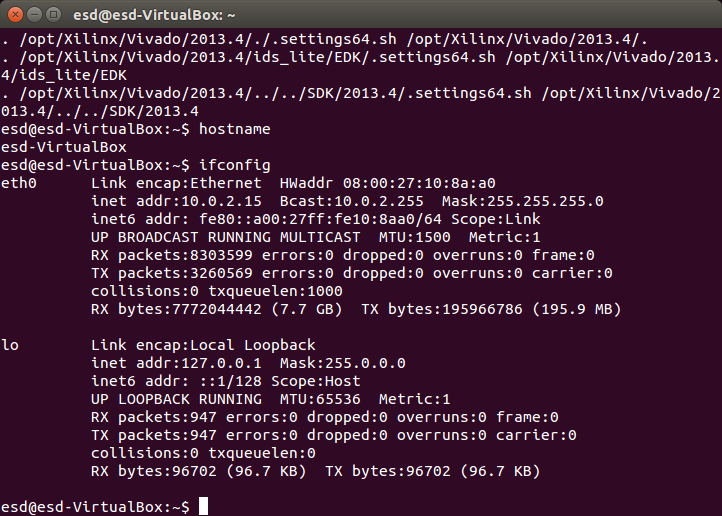 esd@esd-VirtualBox: ~
. /opt/Xilinx/Vivado/2013.4/./.settings64.sh /opt/Xilinx/Vivado/2013.4/.
. /opt/Xilinx/Vivado/2013.4/ids_lite/EDK/.settings64.sh /opt/Xilinx/Vivado/2013.
4/ids_lite/EDK
. /opt/Xilinx/Vivado/2013.4/../../SDK/2013.4/.settings64.sh /opt/Xilinx/Vivado/2
013.4/../../SDK/2013.4
esd@esd-VirtualBox:~$ hostname
esd-VirtualBox
esd@esd-VirtualBox:~$ ifconfig
eth0      Link encap:Ethernet  HWaddr 08:00:27:10:8a:a0
          inet addr:10.0.2.15  Bcast:10.0.2.255  Mask:255.255.255.0
          inet6 addr: fe80::a00:27ff:fe10:8aa0/64 Scope:Link
          UP BROADCAST RUNNING MULTICAST  MTU:1500  Metric:1
          RX packets:8303599 errors:0 dropped:0 overruns:0 frame:0
          TX packets:3260569 errors:0 dropped:0 overruns:0 carrier:0
          collisions:0 txqueuelen:1000
          RX bytes:7772044442 (7.7 GB)  TX bytes:195966786 (195.9 MB)

lo        Link encap:Local Loopback
          inet addr:127.0.0.1  Mask:255.0.0.0
          inet6 addr: ::1/128 Scope:Host
          UP LOOPBACK RUNNING  MTU:65536  Metric:1
          RX packets:947 errors:0 dropped:0 overruns:0 frame:0
          TX packets:947 errors:0 dropped:0 overruns:0 carrier:0
          collisions:0 txqueuelen:0
          RX bytes:96702 (96.7 KB)  TX bytes:96702 (96.7 KB)

esd@esd-VirtualBox:~$